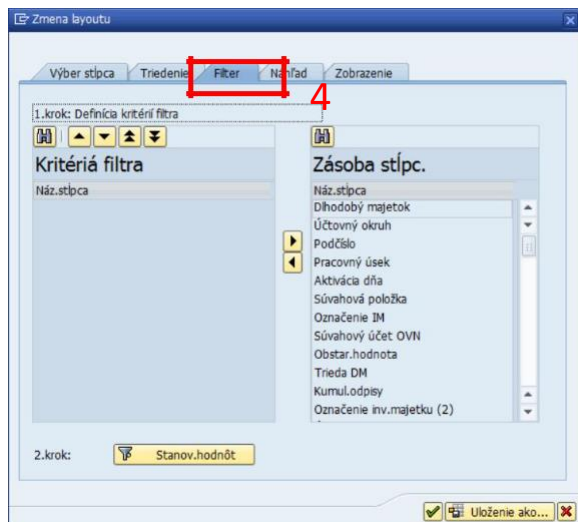 Zmena layoutu
Výber stĺpca Triedenie Filter Náhľad Zobrazenie
4
1.krok: Definícia kritérií filtra
Kritériá filtra Zásoba stĺpc.
Náz.stĺpca Náz.stĺpca
Dlhodobý majetok
Účtovný okruh
Podčíslo
Pracovný úsek
Aktivácia dňa
Súvahová položka
Označenie IM
Súvahový účet OVN
Obstar.hodnota
Trieda DM
Kumul.odpisy
Označenie inv.majetku (2)
2.krok: Stanov.hodnôt
Uloženie ako...